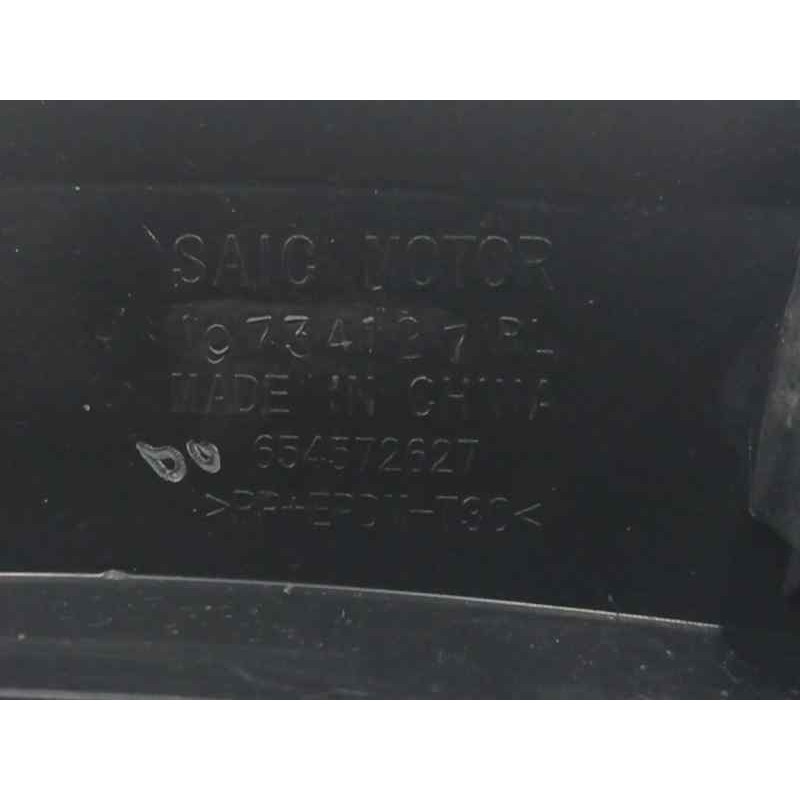 SAIC MOTOR
10734127 RL
MADE IN CHINA
654572627
>PP+EPDM-T30<